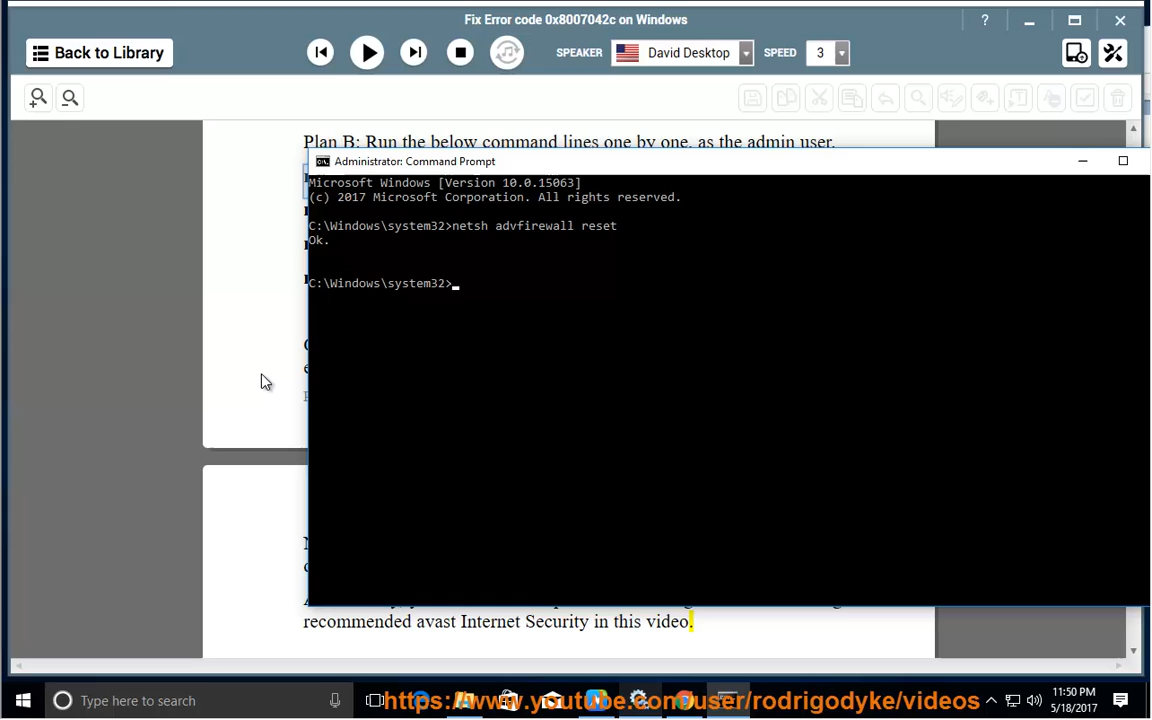 Fix Error code 0x8007042c on Windows
?
Back to Library
SPEAKER
David Desktop
SPEED
3
Plan B: Run the below command lines one by one, as the admin user.
Administrator: Command Prompt
Microsoft Windows [Version 10.0.15063]
(c) 2017 Microsoft Corporation. All rights reserved.
C:\Windows\system32>netsh advfirewall reset
Ok.
C:\Windows\system32>
recommended avast Internet Security in this video.
Type here to search
https://www.youtube.com/user/rodrigodyke/videos
11:50 PM
5/18/2017